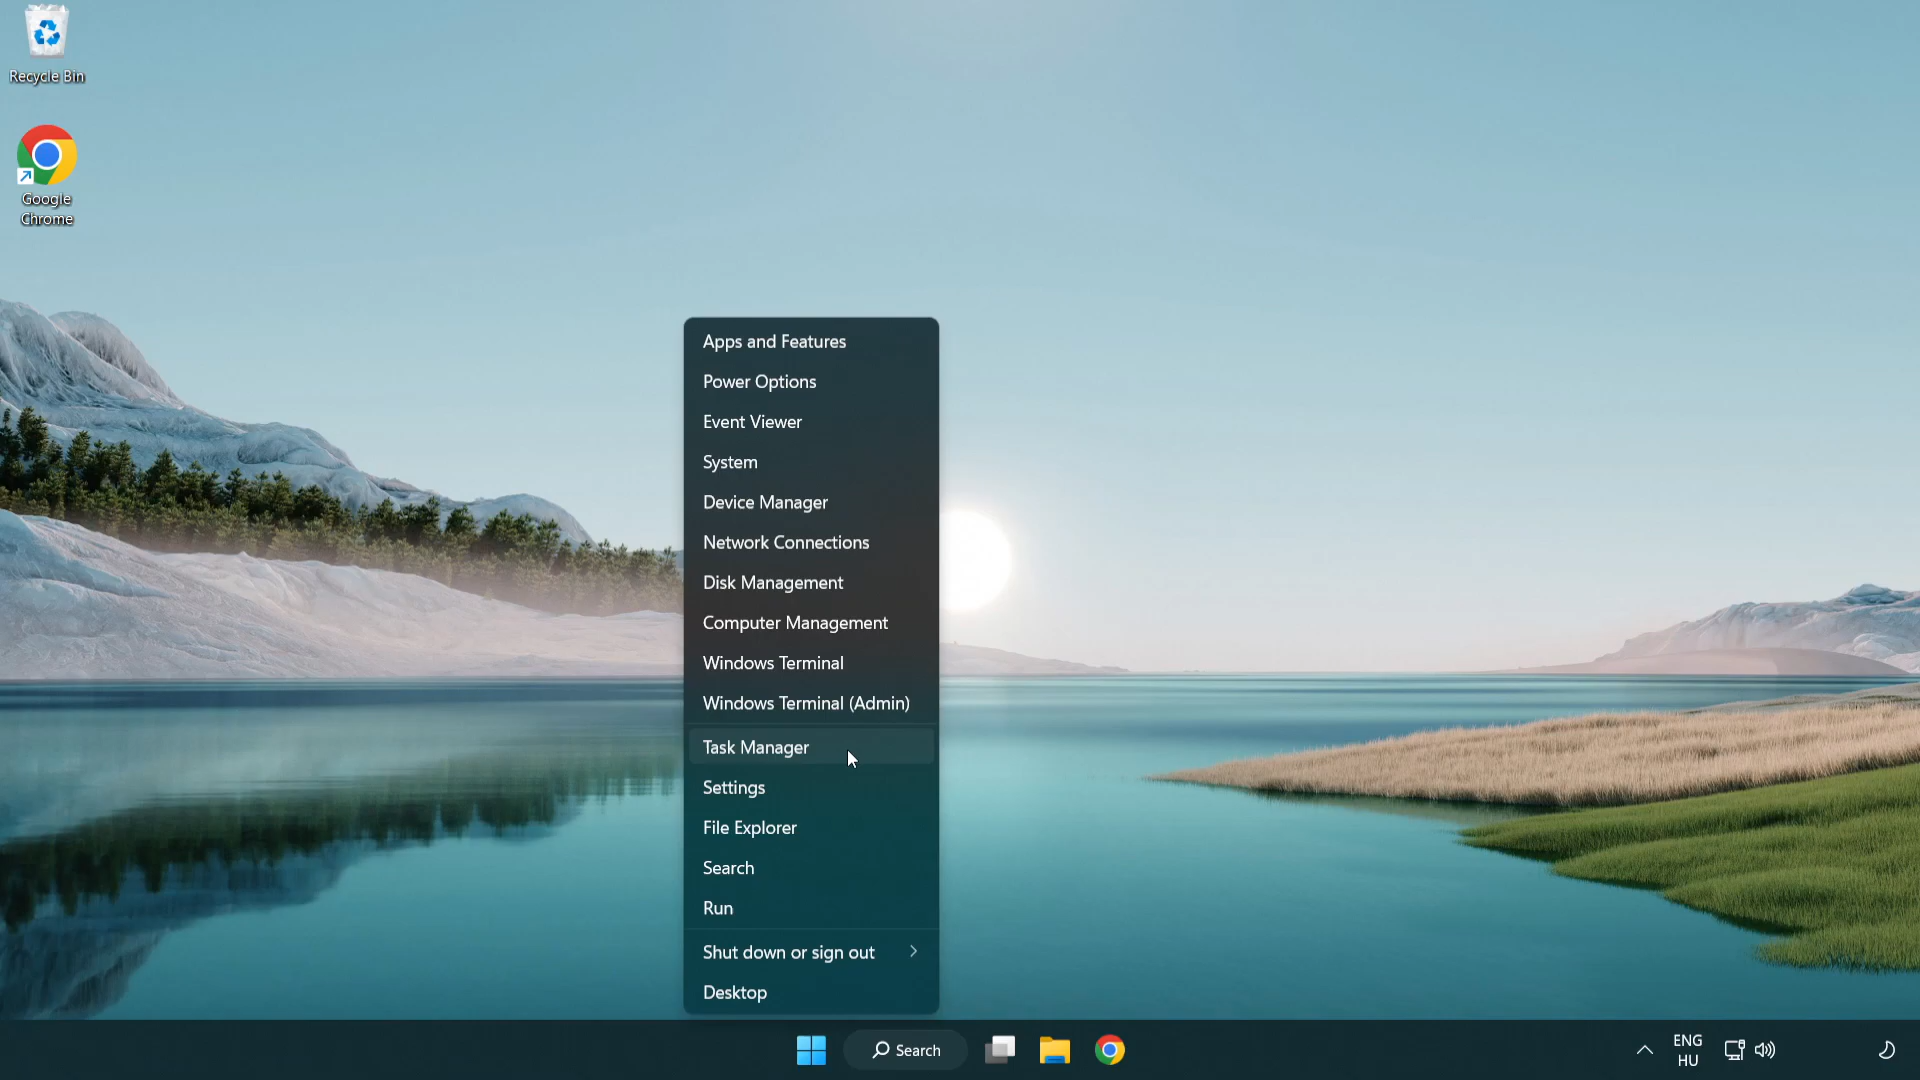 Recycle Bin
Google
Chrome
Apps and Features
Power Options
Event Viewer
System
Device Manager
Network Connections
Disk Management
Computer Management
Windows Terminal
Windows Terminal (Admin)
Task Manager
Settings
File Explorer
Search
Run
Shut down or sign out
Desktop
Search
ENG
HU